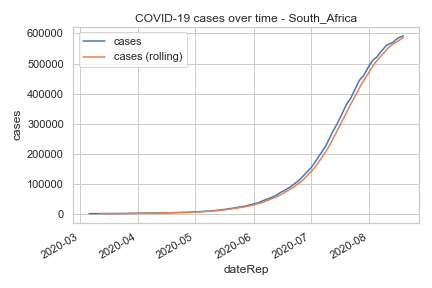 COVID-19 cases over time - South_Africa
cases
cases (rolling)
600000
500000
400000
300000
200000
100000
0
cases
2020-03
2020-04
2020-05
2020-06
2020-07
2020-08
dateRep